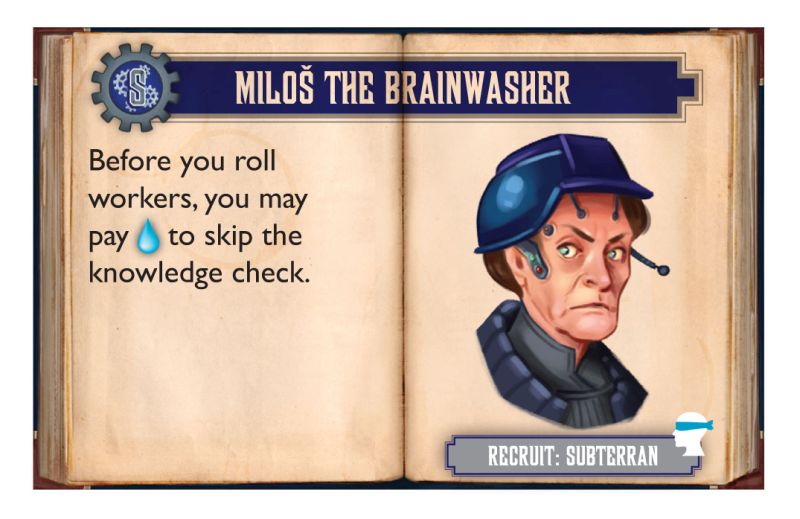 S
MILOŠ THE BRAINWASHER
Before you roll
workers, you may
pay to skip the
knowledge check.
RECRUIT: SUBTERRAN